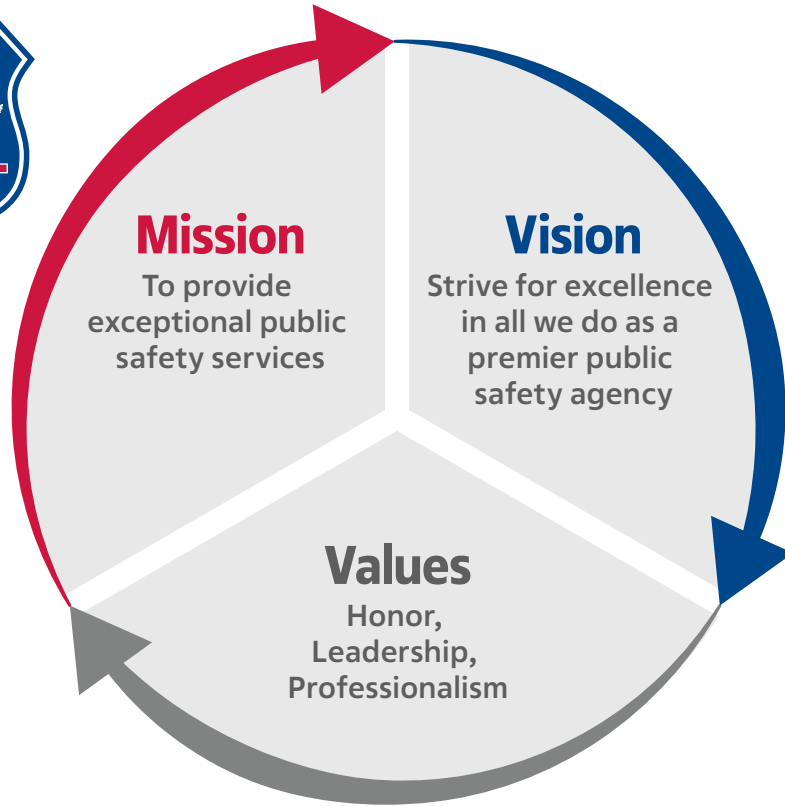 Mission
To provide
exceptional public
safety services
Vision
Strive for excellence
in all we do as a
premier public
safety agency
Values
Honor,
Leadership,
Professionalism